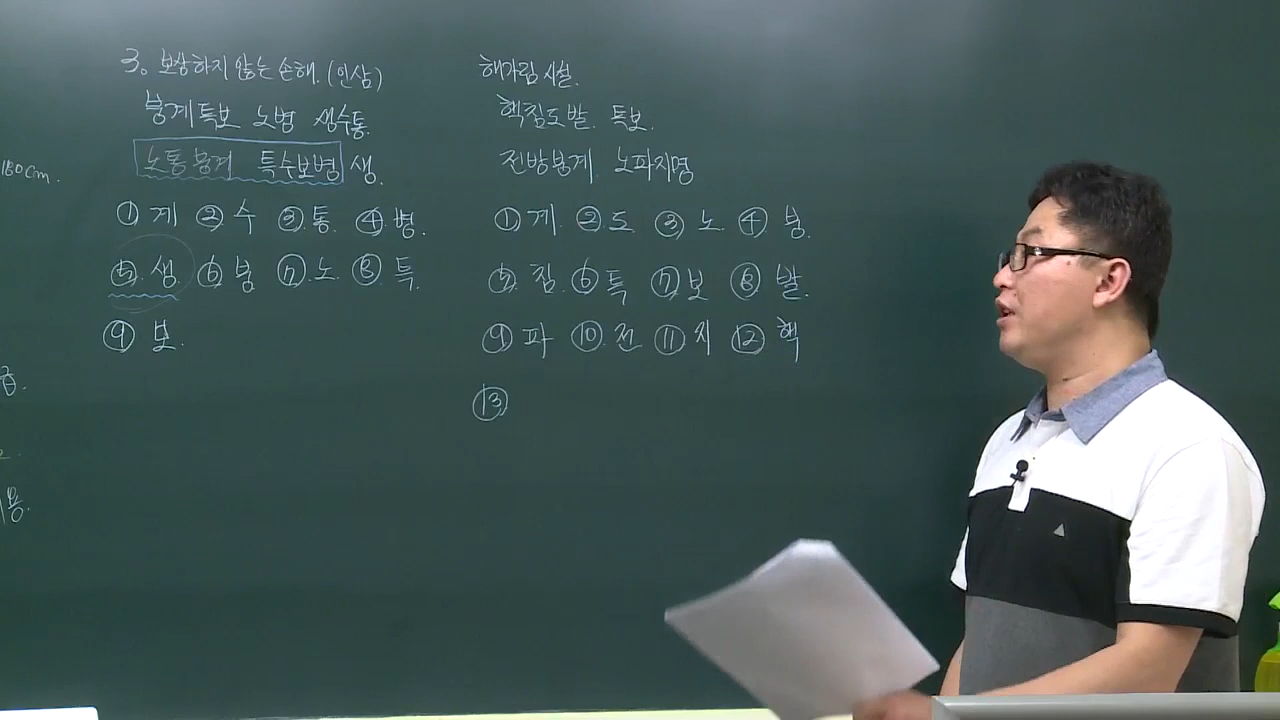 3. 보상하지 않는 손해. (인삼)
붕계특보 노병 생수통.
노통붕계 특수보병 생.
① 계 ② 수 ③ 통 ④ 병.
⑤ 생 ⑥ 붕 ⑦ 노 ⑧ 특
⑨ 보.
해가림시설.
핵침도발. 특보.
전방붕계 노파지명
① 계 ② 도 ③ 노 ④ 붕.
⑤ 침 ⑥ 특 ⑦ 보 ⑧ 발.
⑨ 파 ⑩ 전 ⑪ 지 ⑫ 핵
⑬
180cm.